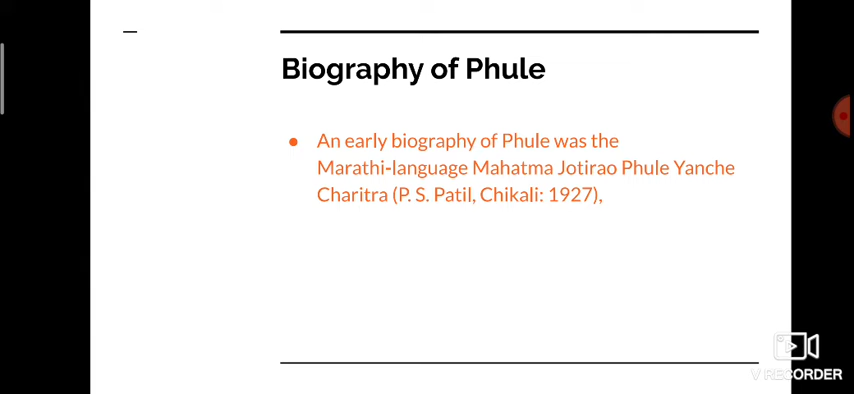 Biography of Phule
● An early biography of Phule was the
Marathi-language Mahatma Jotirao Phule Yanche
Charitra (P. S. Patil, Chikali: 1927),
V RECORDER